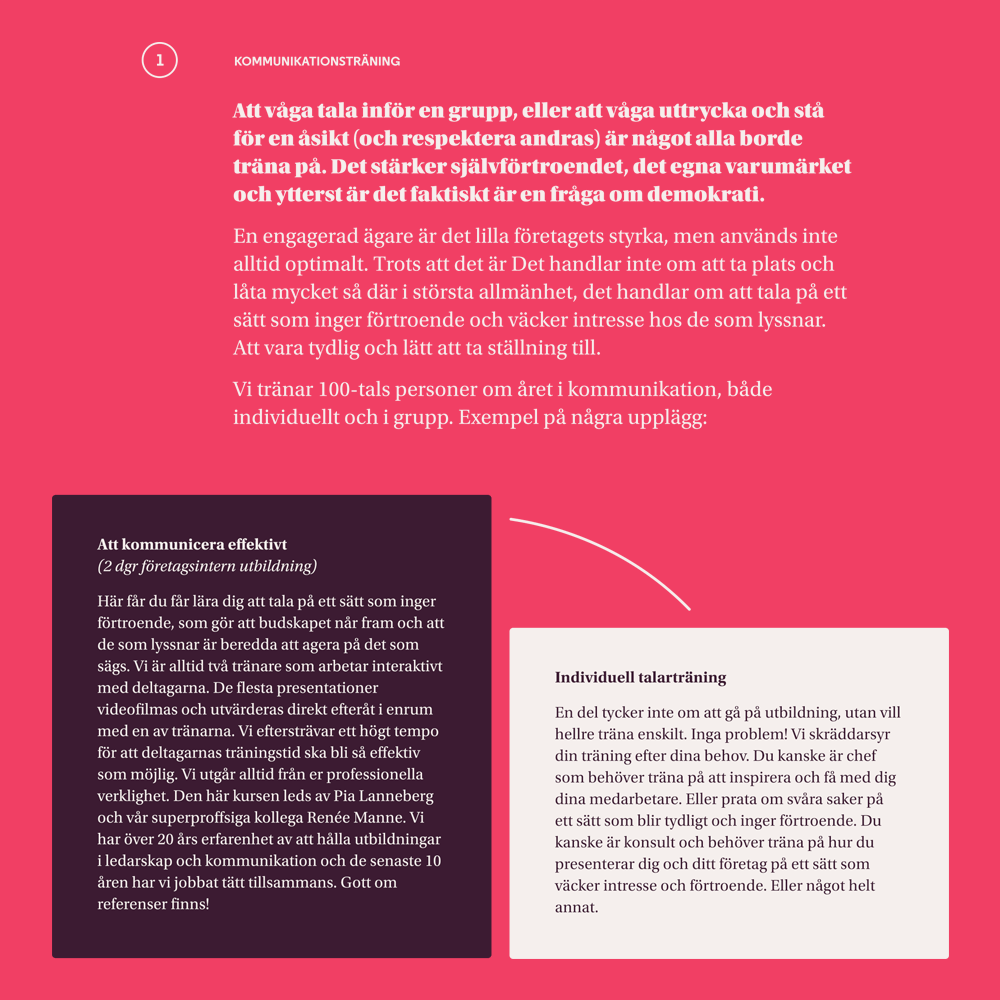 1
KOMMUNIKATIONSTRÄNING
Att våga tala inför en grupp, eller att våga uttrycka och stå
för en åsikt (och respektera andras) är något alla borde
träna på. Det stärker självförtroendet, det egna varumärket
och ytterst är det faktiskt är en fråga om demokrati.
En engagerad ägare är det lilla företagets styrka, men används inte
alltid optimalt. Trots att det är Det handlar inte om att ta plats och
låta mycket så där i största allmänhet, det handlar om att tala på ett
sätt som inger förtroende och väcker intresse hos de som lyssnar.
Att vara tydlig och lätt att ta ställning till.
Vi tränar 100-tals personer om året i kommunikation, både
individuellt och i grupp. Exempel på några upplägg:
Att kommunicera effektivt
(2 dgr företagsintern utbildning)
Här får du får lära dig att tala på ett sätt som inger
förtroende, som gör att budskapet når fram och att
de som lyssnar är beredda att agera på det som
sägs. Vi är alltid två tränare som arbetar interaktivt
med deltagarna. De flesta presentationer
videofilmas och utvärderas direkt efteråt i enrum
med en av tränarna. Vi eftersträvar ett högt tempo
för att deltagarnas träningstid ska bli så effektiv
som möjlig. Vi utgår alltid från er professionella
verklighet. Den här kursen leds av Pia Lanneberg
och vår superproffsiga kollega Renée Manne. Vi
har över 20 års erfarenhet av att hålla utbildningar
i ledarskap och kommunikation och de senaste 10
åren har vi jobbat tätt tillsammans. Gott om
referenser finns!
Individuell talarträning
En del tycker inte om att gå på utbildning, utan vill
hellre träna enskilt. Inga problem! Vi skräddarsyr
din träning efter dina behov. Du kanske är chef
som behöver träna på att inspirera och få med dig
dina medarbetare. Eller prata om svåra saker på
ett sätt som blir tydligt och inger förtroende. Du
kanske är konsult och behöver träna på hur du
presenterar dig och ditt företag på ett sätt som
väcker intresse och förtroende. Eller något helt
annat.